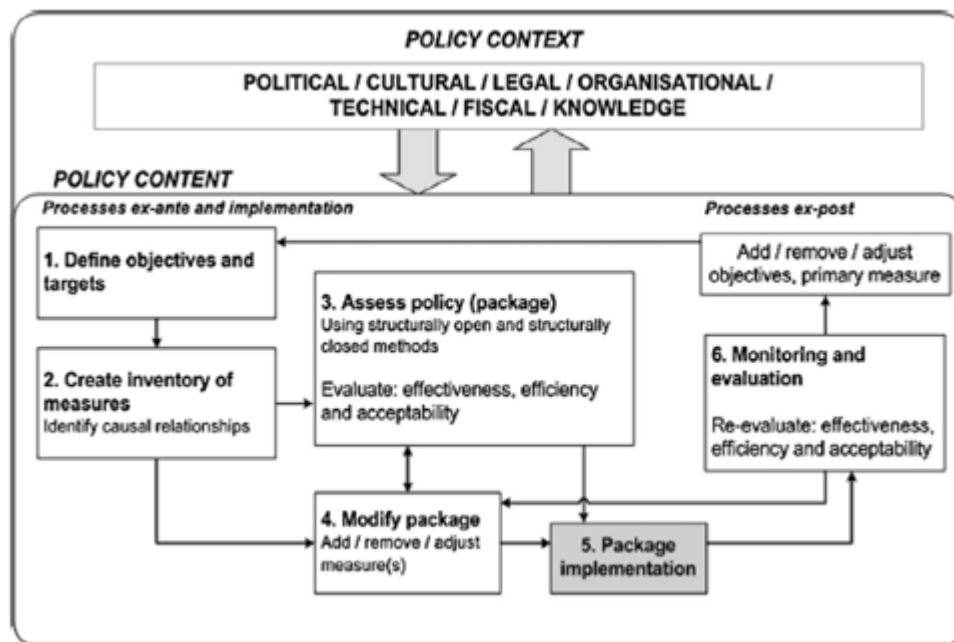 POLICY CONTEXT
POLITICAL / CULTURAL / LEGAL / ORGANISATIONAL /
TECHNICAL / FISCAL / KNOWLEDGE
POLICY CONTENT
Processes ex-ante and implementation
Processes ex-post
1. Define objectives and
targets
Add / remove / adjust
objectives, primary measure
3. Assess policy (package)
Using structurally open and structurally
closed methods
Evaluate: effectiveness, efficiency
and acceptability
2. Create inventory of
measures
Identify causal relationships
6. Monitoring and
evaluation
Re-evaluate: effectiveness,
efficiency and acceptability
4. Modify package
Add / remove / adjust
measure(s)
5. Package
implementation